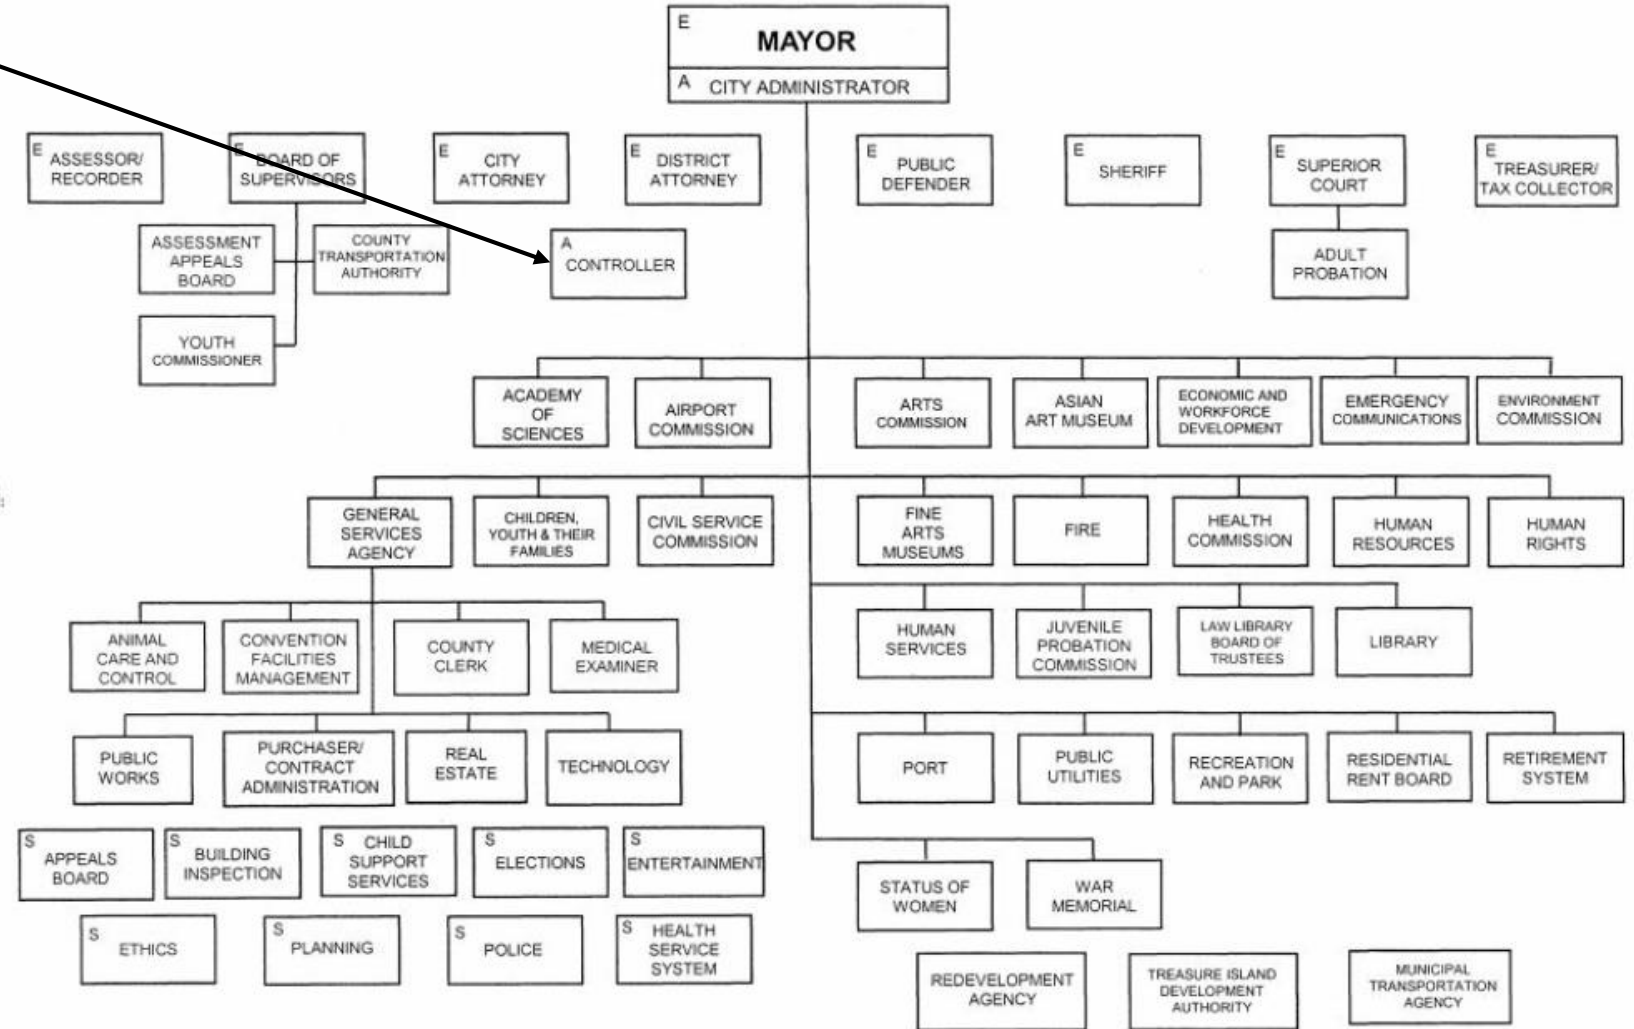 E
MAYOR
A CITY ADMINISTRATOR
E ASSESSOR/
RECORDER
E BOARD OF
SUPERVISORS
E CITY
ATTORNEY
E DISTRICT
ATTORNEY
E PUBLIC
DEFENDER
E
SHERIFF
E SUPERIOR
COURT
E
TREASURER/
TAX COLLECTOR
ASSESSMENT
APPEALS
BOARD
COUNTY
TRANSPORTATION
AUTHORITY
A
CONTROLLER
ADULT
PROBATION
YOUTH
COMMISSIONER
ACADEMY
OF
SCIENCES
AIRPORT
COMMISSION
ARTS
COMMISSION
ASIAN
ART MUSEUM
ECONOMIC AND
WORKFORCE
DEVELOPMENT
EMERGENCY
COMMUNICATIONS
ENVIRONMENT
COMMISSION
GENERAL
SERVICES
AGENCY
CHILDREN,
YOUTH & THEIR
FAMILIES
CIVIL SERVICE
COMMISSION
FINE
ARTS
MUSEUMS
FIRE
HEALTH
COMMISSION
HUMAN
RESOURCES
HUMAN
RIGHTS
ANIMAL
CARE AND
CONTROL
CONVENTION
FACILITIES
MANAGEMENT
COUNTY
CLERK
MEDICAL
EXAMINER
HUMAN
SERVICES
JUVENILE
PROBATION
COMMISSION
LAW LIBRARY
BOARD OF
TRUSTEES
LIBRARY
PUBLIC
WORKS
PURCHASER/
CONTRACT
ADMINISTRATION
REAL
ESTATE
TECHNOLOGY
PORT
PUBLIC
UTILITIES
RECREATION
AND PARK
RESIDENTIAL
RENT BOARD
RETIREMENT
SYSTEM
S
APPEALS
BOARD
S
BUILDING
INSPECTION
S CHILD
SUPPORT
SERVICES
S
ELECTIONS
S
ENTERTAINMENT
STATUS OF
WOMEN
WAR
MEMORIAL
S
ETHICS
S
PLANNING
S
POLICE
S HEALTH
SERVICE
SYSTEM
REDEVELOPMENT
AGENCY
TREASURE ISLAND
DEVELOPMENT
AUTHORITY
MUNICIPAL
TRANSPORTATION
AGENCY